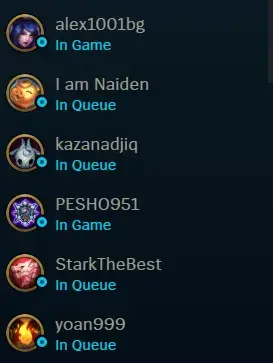 alex1001bg
In Game
I am Naiden
In Queue
kazanadjiq
In Queue
PESHO951
In Game
StarkTheBest
In Queue
yoan999
In Queue